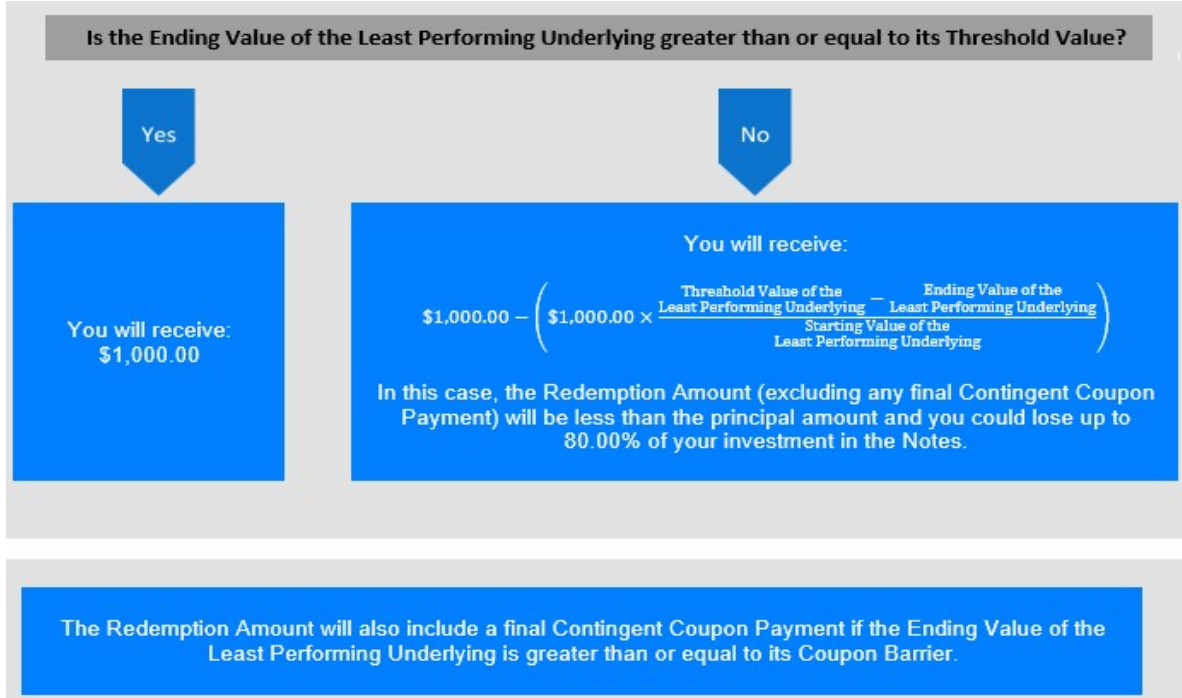 Is the Ending Value of the Least Performing Underlying greater than or equal to its Threshold Value?
Yes
No
You will receive:
$1,000.00
You will receive:
$1,000.00 − ( $1,000.00 × (Threshold Value of the Least Performing Underlying − Ending Value of the Least Performing Underlying) / Starting Value of the Least Performing Underlying )
In this case, the Redemption Amount (excluding any final Contingent Coupon
Payment) will be less than the principal amount and you could lose up to
80.00% of your investment in the Notes.
The Redemption Amount will also include a final Contingent Coupon Payment if the Ending Value of the
Least Performing Underlying is greater than or equal to its Coupon Barrier.